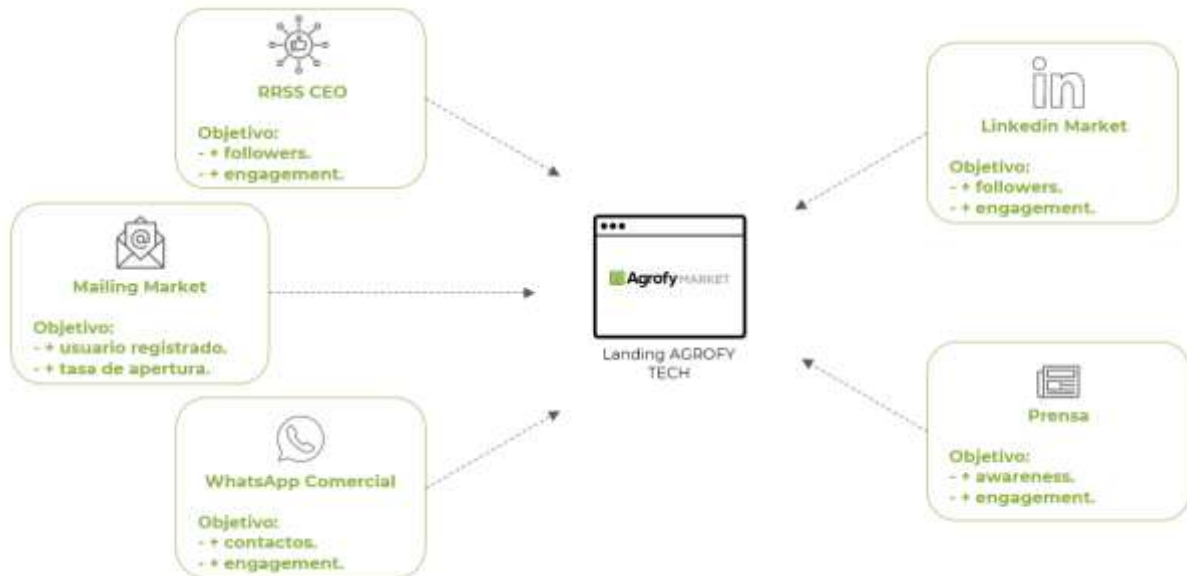 RRSS CEO
Objetivo:
- + followers.
- + engagement.
Mailing Market
Objetivo:
- + usuario registrado.
- + tasa de apertura.
WhatsApp Comercial
Objetivo:
- + contactos.
- + engagement.
Agrofy MARKET
Landing AGROFY
TECH
in
Linkedin Market
Objetivo:
- + followers.
- + engagement.
Prensa
Objetivo:
- + awareness.
- + engagement.